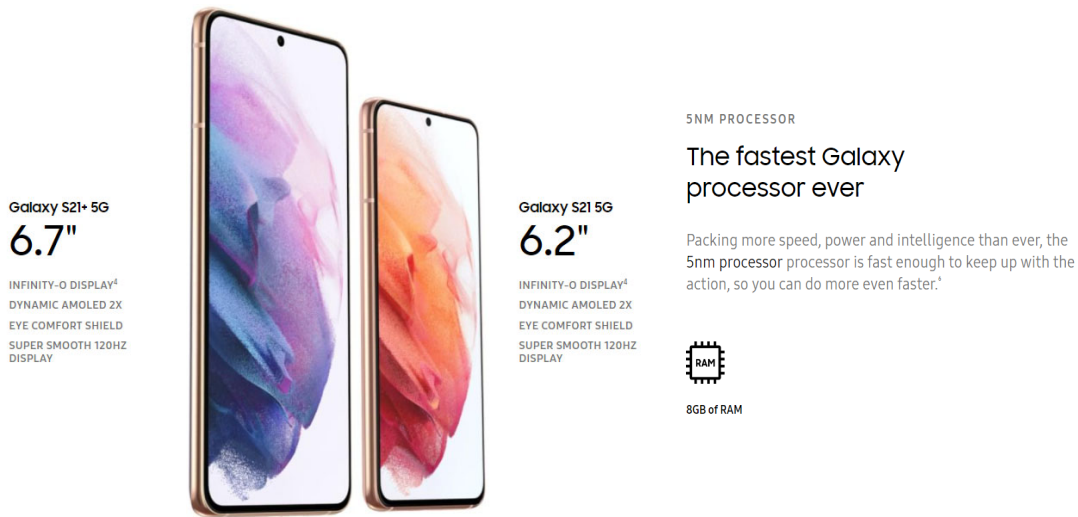 Galaxy S21+ 5G
6.7"
INFINITY-O DISPLAY⁴
DYNAMIC AMOLED 2X
EYE COMFORT SHIELD
SUPER SMOOTH 120HZ
DISPLAY
Galaxy S21 5G
6.2"
INFINITY-O DISPLAY⁴
DYNAMIC AMOLED 2X
EYE COMFORT SHIELD
SUPER SMOOTH 120HZ
DISPLAY
5NM PROCESSOR
The fastest Galaxy
processor ever
Packing more speed, power and intelligence than ever, the
5nm processor processor is fast enough to keep up with the
action, so you can do more even faster.
RAM
8GB of RAM